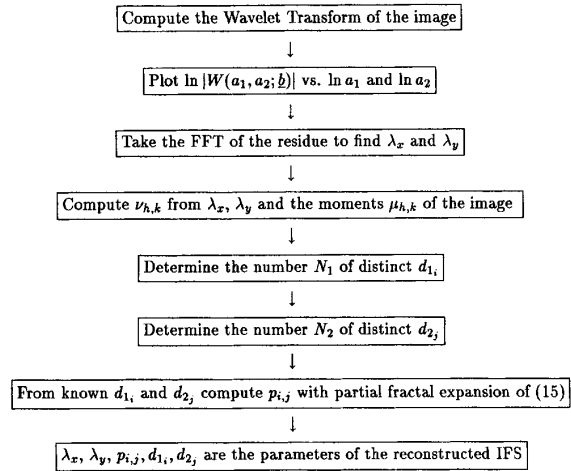 Compute the Wavelet Transform of the image
↓
Plot ln |W(a₁, a₂; b)| vs. ln a₁ and ln a₂
↓
Take the FFT of the residue to find λₓ and λ_y
↓
Compute ν_{h,k} from λₓ, λ_y and the moments μ_{h,k} of the image
↓
Determine the number N₁ of distinct d_{1_i}
↓
Determine the number N₂ of distinct d_{2_j}
↓
From known d_{1_i} and d_{2_j} compute p_{i,j} with partial fractal expansion of (15)
↓
λₓ, λ_y, p_{i,j}, d_{1_i}, d_{2_j} are the parameters of the reconstructed IFS